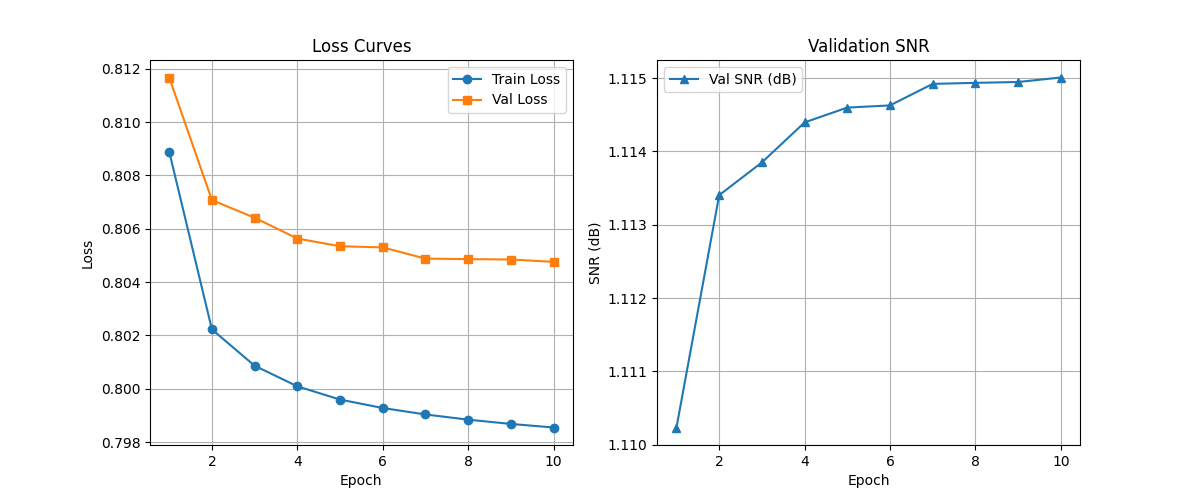 Loss Curves
0.812
0.810
0.808
0.806
0.804
0.802
0.800
0.798
Loss
2
4
6
8
10
Epoch
Train Loss
Val Loss
Validation SNR
1.115
1.114
1.113
1.112
1.111
1.110
SNR (dB)
2
4
6
8
10
Epoch
Val SNR (dB)